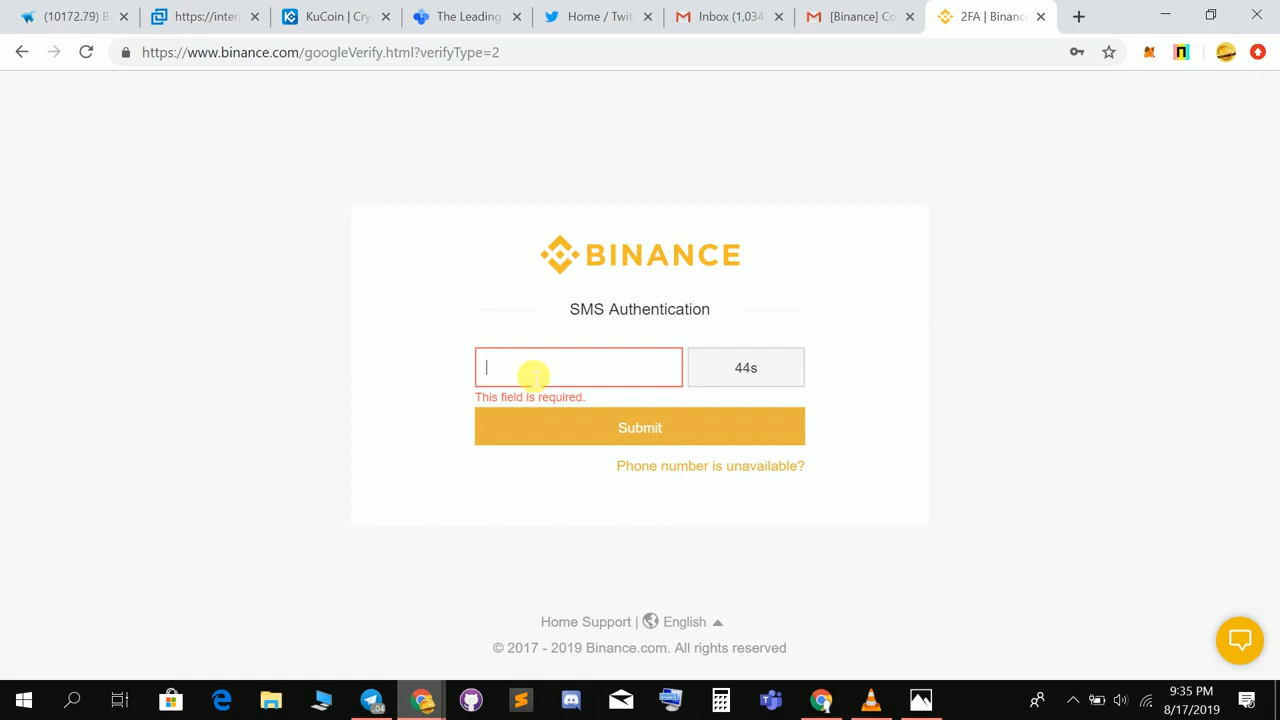 (10172.79) B
https://inter
KuCoin | Cry
The Leading
Home / Twit
Inbox (1,034
[Binance] Co
2FA | Binanc
https://www.binance.com/googleVerify.html?verifyType=2
BINANCE
SMS Authentication
44s
This field is required.
Submit
Phone number is unavailable?
Home Support | English
© 2017 - 2019 Binance.com. All rights reserved
9:35 PM
8/17/2019